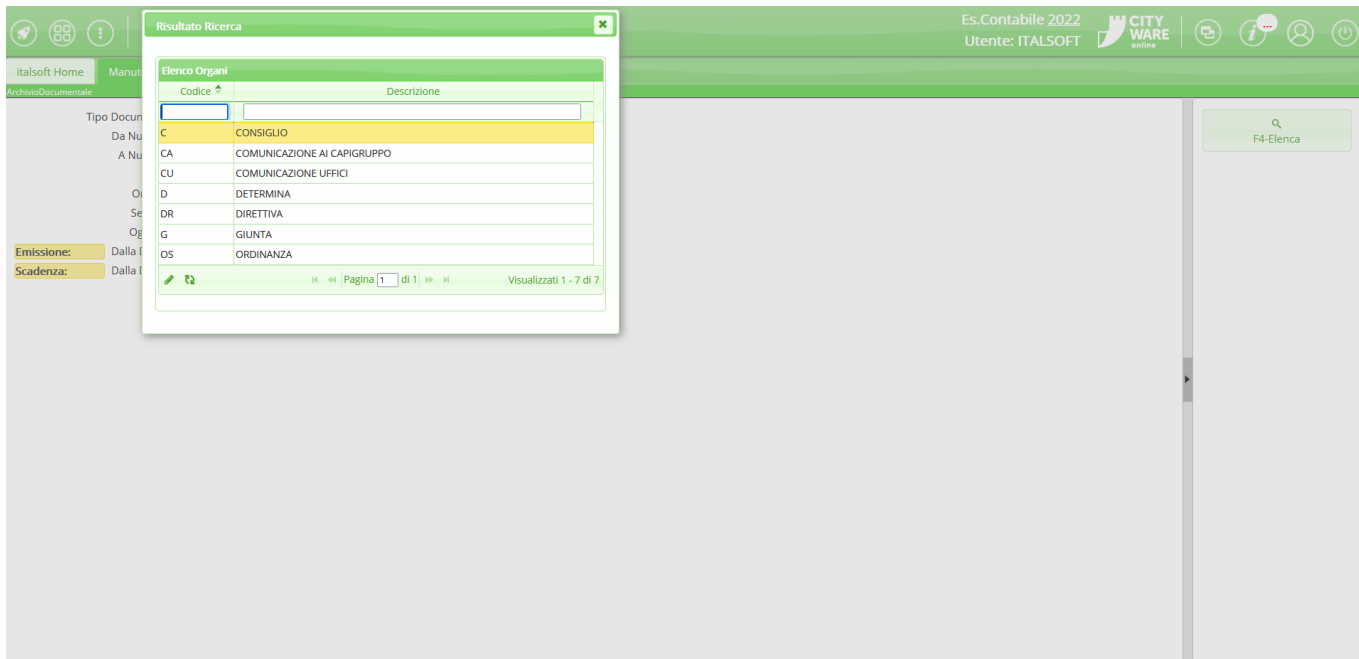 Es.Contabile 2022
Utente: ITALSOFT
CITY
WARE
online
...
italsoft Home
Manut
ArchivioDocumentale
Risultato Ricerca
Elenco Organi
Codice Descrizione
C CONSIGLIO
CA COMUNICAZIONE AI CAPIGRUPPO
CU COMUNICAZIONE UFFICI
D DETERMINA
DR DIRETTIVA
G GIUNTA
OS ORDINANZA
Pagina 1 di 1 Visualizzati 1 - 7 di 7
Tipo Docum
Da Nu
A Nu
Se
Og
Emissione: Dalla
Scadenza: Dalla
F4-Elenca